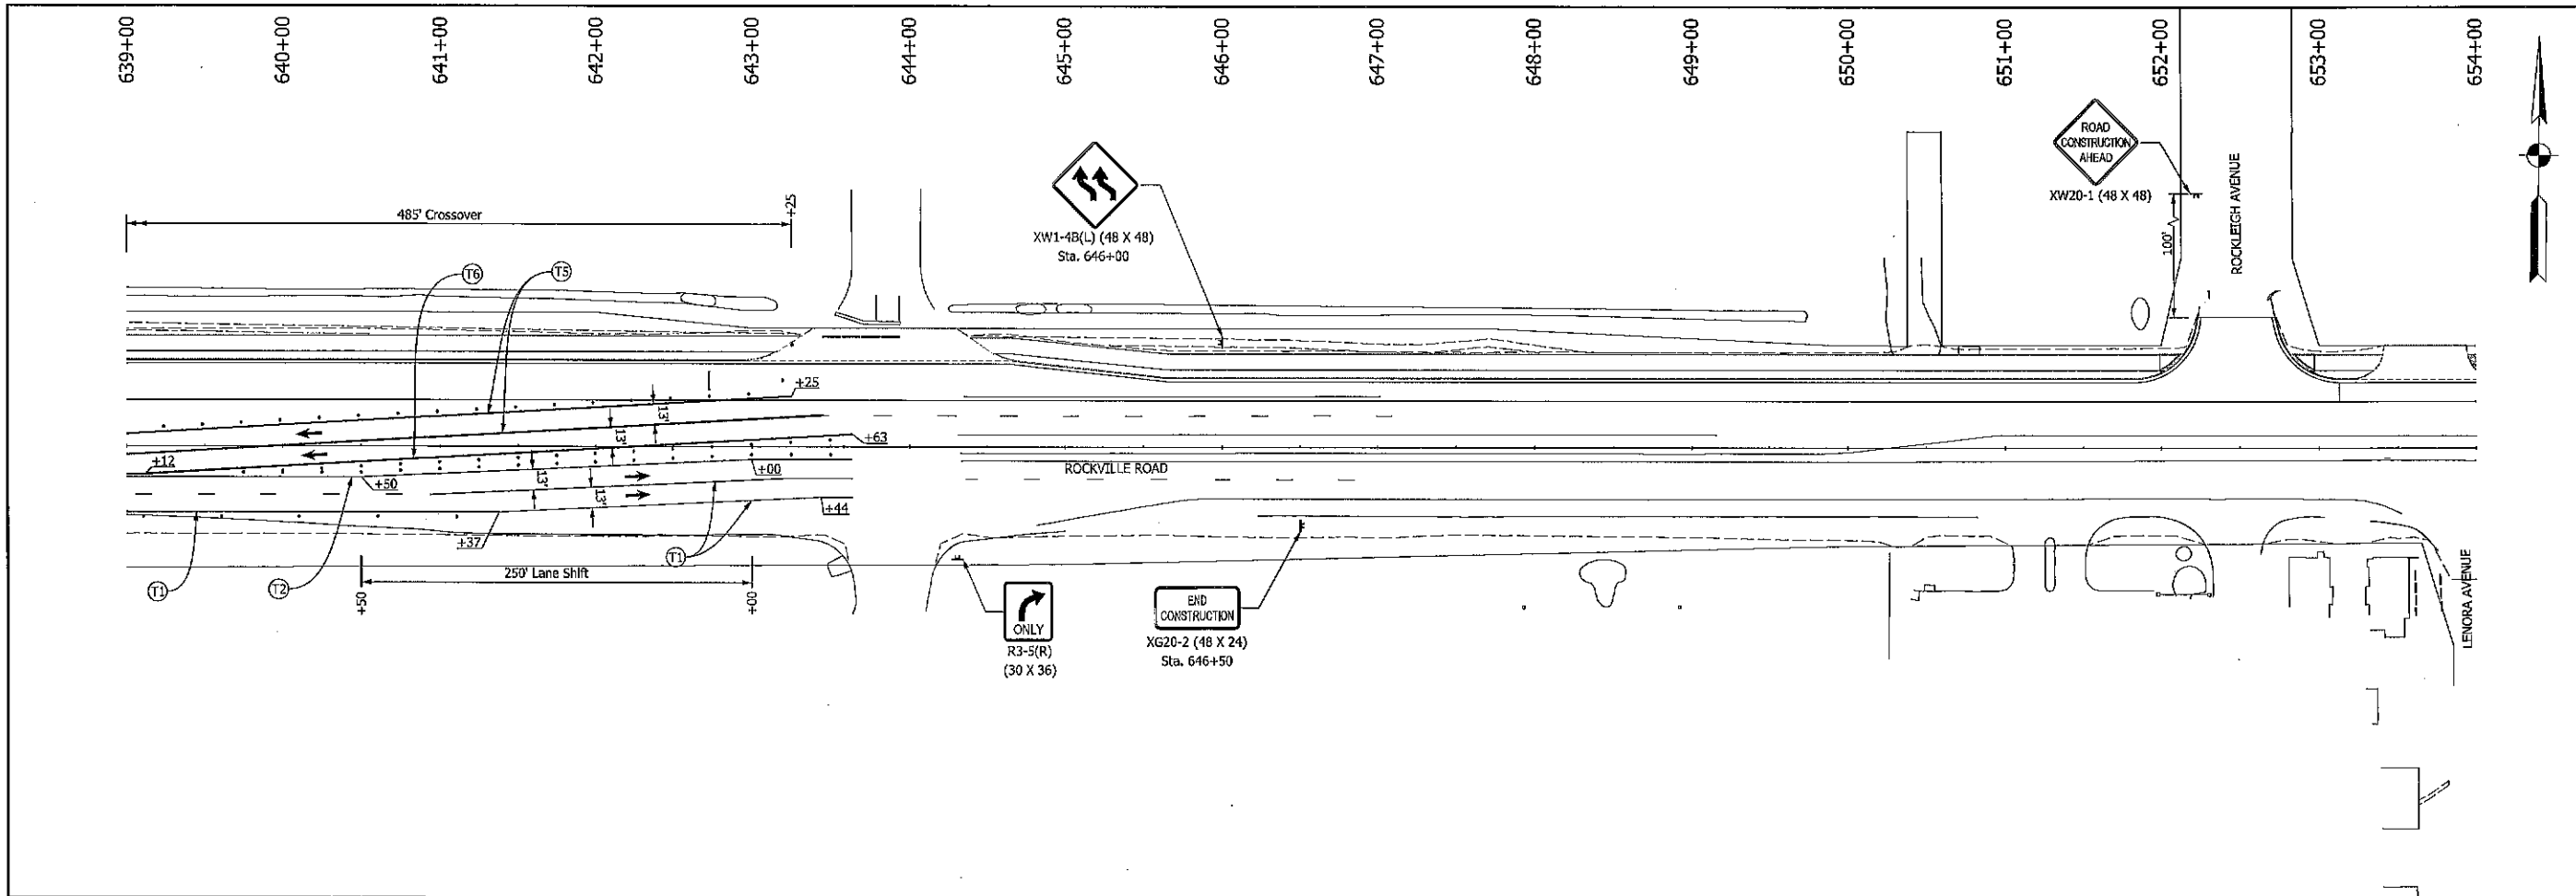 639+00
640+00
641+00
642+00
643+00
644+00
645+00
646+00
647+00
648+00
649+00
650+00
651+00
652+00
653+00
654+00
485' Crossover
+25
XW1-4B(L) (48 X 48)
Sta. 646+00
ROAD
CONSTRUCTION
AHEAD
XW20-1 (48 X 48)
100'
ROCKLEIGH AVENUE
T6
T5
+25
13'
13'
+63
+12
+50
+00
13'
13'
+44
+37
ROCKVILLE ROAD
T1
T2
T1
250' Lane Shift
+50
+00
ONLY
R3-5(R)
(30 X 36)
END
CONSTRUCTION
XG20-2 (48 X 24)
Sta. 646+50
LENORA AVENUE